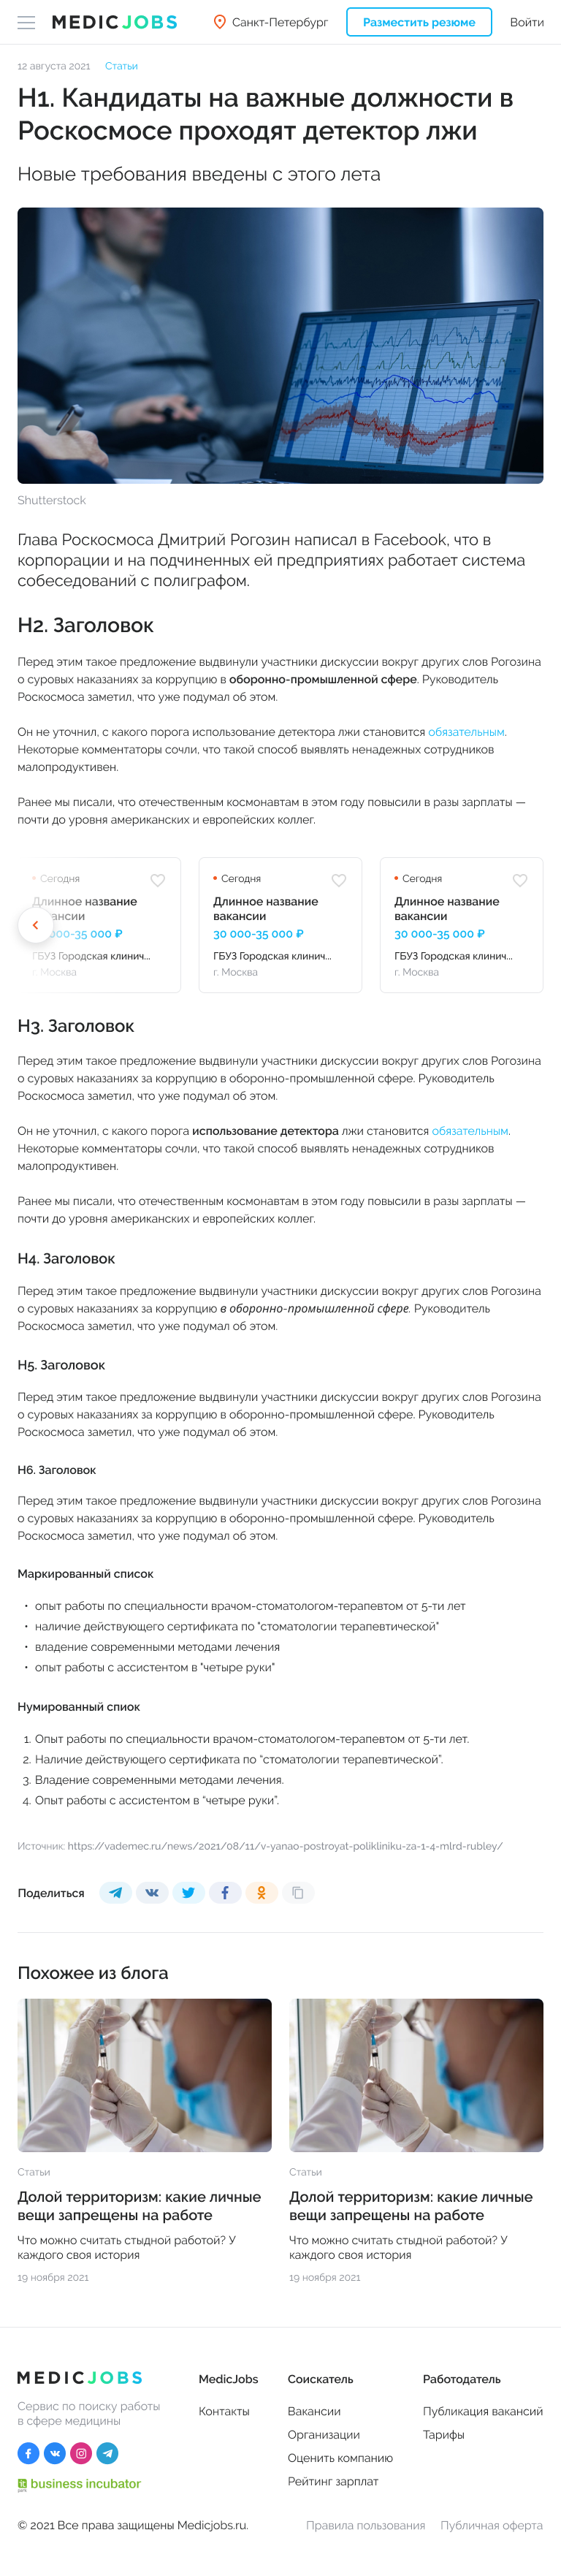 MEDICJOBS
Санкт-Петербург
Разместить резюме
Войти
12 августа 2021 Статьи
H1. Кандидаты на важные должности в
Роскосмосе проходят детектор лжи
Новые требования введены с этого лета
Shutterstock
Глава Роскосмоса Дмитрий Рогозин написал в Facebook, что в
корпорации и на подчиненных ей предприятиях работает система
собеседований с полиграфом.
H2. Заголовок
Перед этим такое предложение выдвинули участники дискуссии вокруг других слов Рогозина
о суровых наказаниях за коррупцию в оборонно-промышленной сфере. Руководитель
Роскосмоса заметил, что уже подумал об этом.
Он не уточнил, с какого порога использование детектора лжи становится обязательным.
Некоторые комментаторы сочли, что такой способ выявлять ненадежных сотрудников
малопродуктивен.
Ранее мы писали, что отечественным космонавтам в этом году повысили в разы зарплаты —
почти до уровня американских и европейских коллег.
Сегодня
Длинное название
вакансии
000-35 000 ₽
ГБУЗ Городская клинич...
г. Москва
Сегодня
Длинное название
вакансии
30 000-35 000 ₽
ГБУЗ Городская клинич...
г. Москва
Сегодня
Длинное название
вакансии
30 000-35 000 ₽
ГБУЗ Городская клинич...
г. Москва
H3. Заголовок
Перед этим такое предложение выдвинули участники дискуссии вокруг других слов Рогозина
о суровых наказаниях за коррупцию в оборонно-промышленной сфере. Руководитель
Роскосмоса заметил, что уже подумал об этом.
Он не уточнил, с какого порога использование детектора лжи становится обязательным.
Некоторые комментаторы сочли, что такой способ выявлять ненадежных сотрудников
малопродуктивен.
Ранее мы писали, что отечественным космонавтам в этом году повысили в разы зарплаты —
почти до уровня американских и европейских коллег.
H4. Заголовок
Перед этим такое предложение выдвинули участники дискуссии вокруг других слов Рогозина
о суровых наказаниях за коррупцию в оборонно-промышленной сфере. Руководитель
Роскосмоса заметил, что уже подумал об этом.
H5. Заголовок
Перед этим такое предложение выдвинули участники дискуссии вокруг других слов Рогозина
о суровых наказаниях за коррупцию в оборонно-промышленной сфере. Руководитель
Роскосмоса заметил, что уже подумал об этом.
H6. Заголовок
Перед этим такое предложение выдвинули участники дискуссии вокруг других слов Рогозина
о суровых наказаниях за коррупцию в оборонно-промышленной сфере. Руководитель
Роскосмоса заметил, что уже подумал об этом.
Маркированный список
• опыт работы по специальности врачом-стоматологом-терапевтом от 5-ти лет
• наличие действующего сертификата по "стоматологии терапевтической"
• владение современными методами лечения
• опыт работы с ассистентом в "четыре руки"
Нумированный спиок
1. Опыт работы по специальности врачом-стоматологом-терапевтом от 5-ти лет.
2. Наличие действующего сертификата по “стоматологии терапевтической”.
3. Владение современными методами лечения.
4. Опыт работы с ассистентом в “четыре руки”.
Источник: https://vademec.ru/news/2021/08/11/v-yanao-postroyat-polikliniku-za-1-4-mlrd-rubley/
Поделиться
Похожее из блога
Статьи
Долой территоризм: какие личные
вещи запрещены на работе
Что можно считать стыдной работой? У
каждого своя история
19 ноября 2021
Статьи
Долой территоризм: какие личные
вещи запрещены на работе
Что можно считать стыдной работой? У
каждого своя история
19 ноября 2021
MEDICJOBS
Сервис по поиску работы
в сфере медицины
business incubator
MedicJobs
Контакты
Соискатель
Вакансии
Организации
Оценить компанию
Рейтинг зарплат
Работодатель
Публикация вакансий
Тарифы
© 2021 Все права защищены Medicjobs.ru.
Правила пользования
Публичная оферта